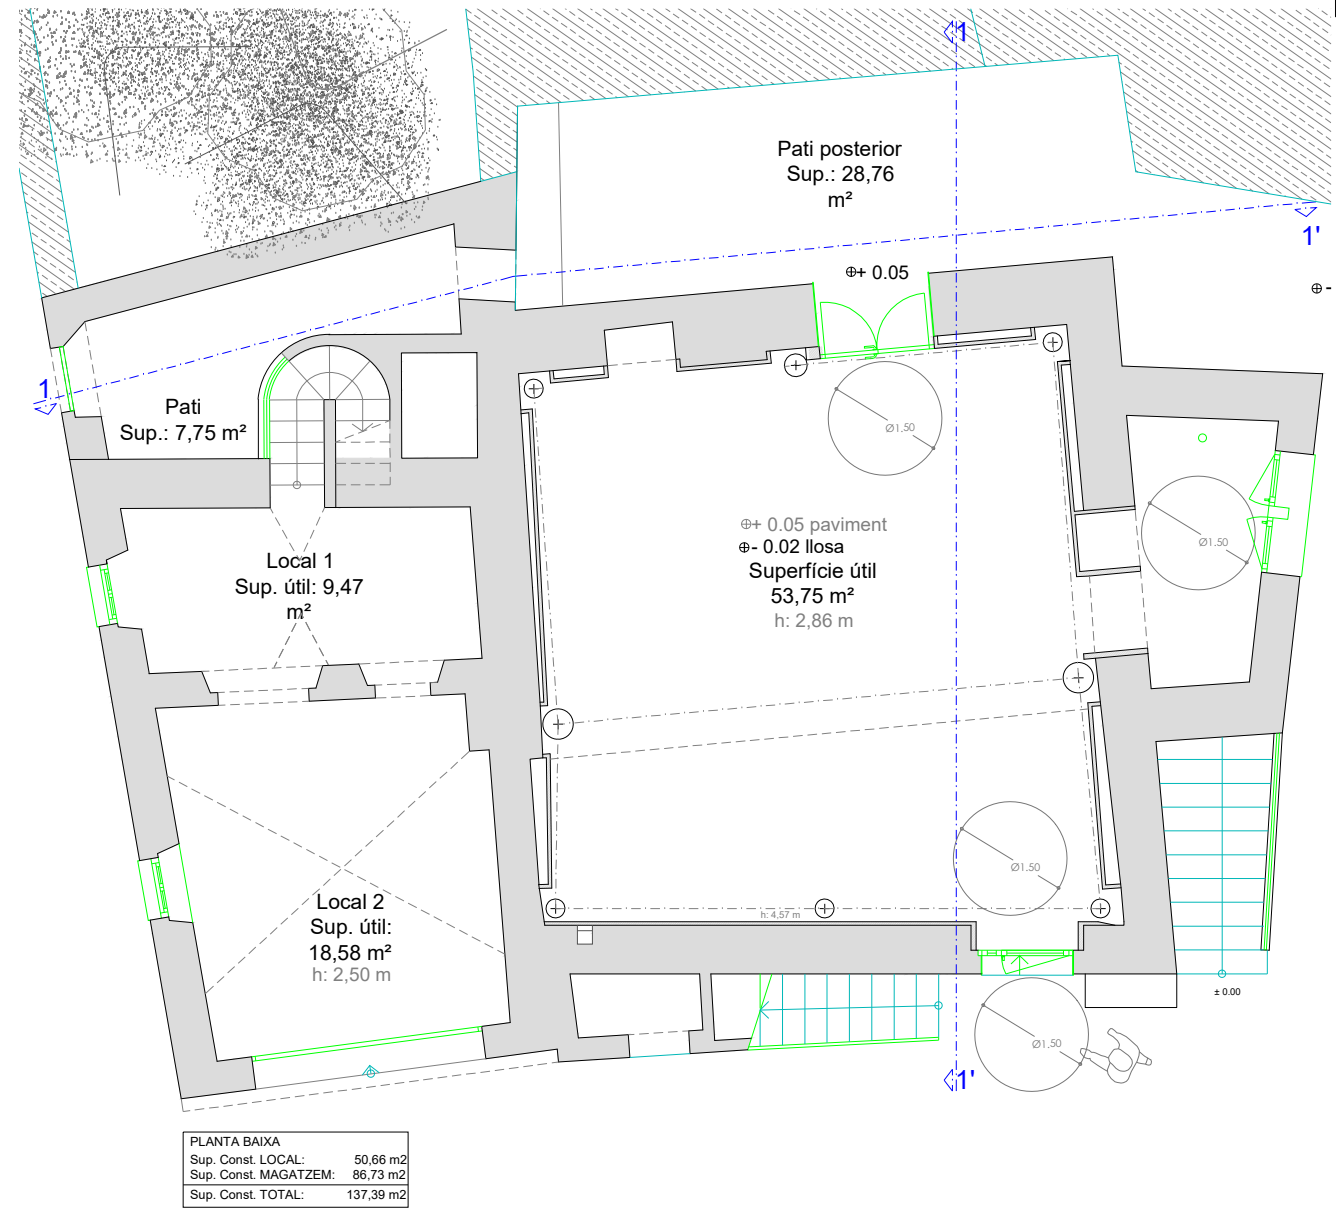 1
Pati posterior
Sup.: 28,76
m²
1'
+ 0.05
-
1
Pati
Sup.: 7,75 m²
Ø1.50
+ 0.05 paviment
- 0.02 llosa
Superfície útil
53,75 m²
h: 2,86 m
Ø1.50
Local 1
Sup. útil: 9,47
m²
Ø1.50
Local 2
Sup. útil:
18,58 m²
h: 2,50 m
h: 4,57 m
± 0.00
Ø1.50
1'
PLANTA BAIXA
Sup. Const. LOCAL: 50,66 m2
Sup. Const. MAGATZEM: 86,73 m2
Sup. Const. TOTAL: 137,39 m2